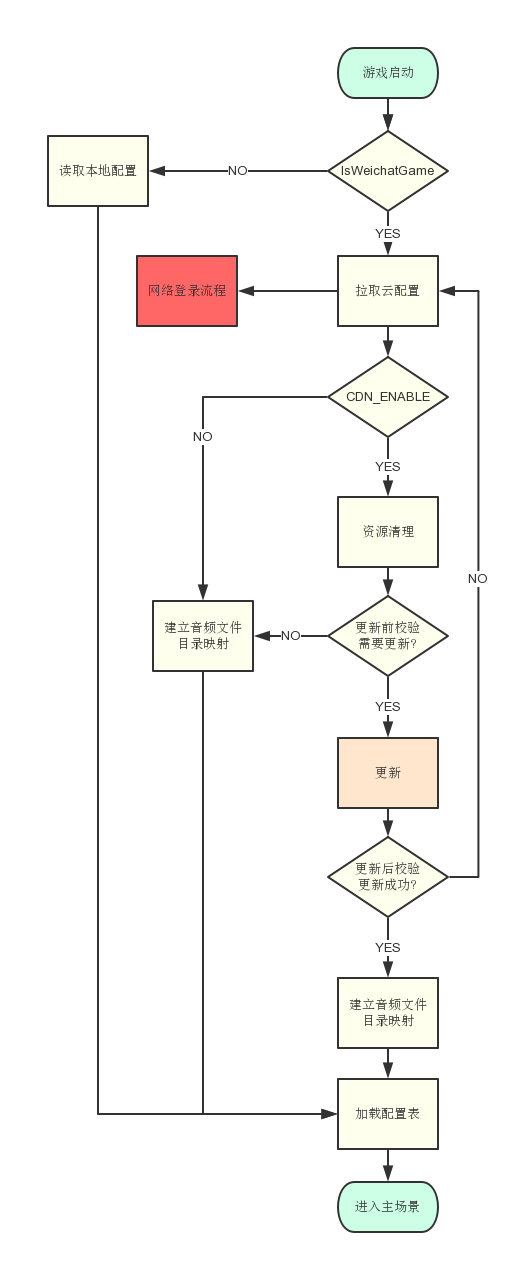 游戏启动
IsWeichatGame
NO
读取本地配置
YES
拉取云配置
网络登录流程
CDN_ENABLE
NO
YES
资源清理
更新前校验
需要更新?
NO
建立音频文件
目录映射
NO
YES
更新
更新后校验
更新成功?
YES
建立音频文件
目录映射
加载配置表
进入主场景